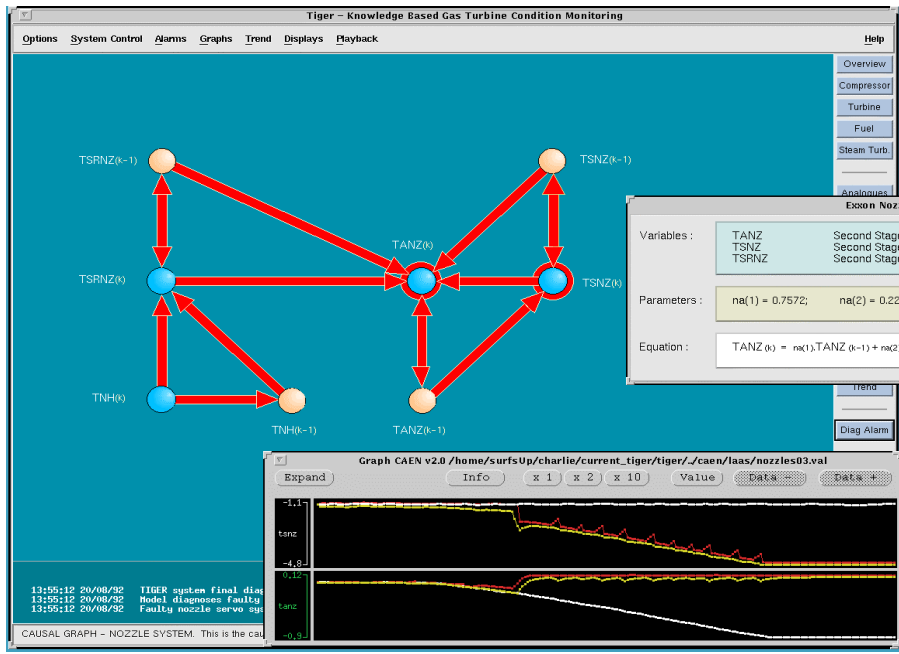 Tiger – Knowledge Based Gas Turbine Condition Monitoring
Options System Control Alarms Graphs Trend Displays Playback Help
Overview
Compressor
Turbine
Fuel
Steam Turb.
Analogues
TSRNZ(k-1)
TSNZ(k-1)
TANZ(k)
TSRNZ(k)
TSNZ(k)
TNH(k)
TNH(k-1)
TANZ(k-1)
Exxon Noz
Variables : TANZ Second Stage
TSNZ Second Stag
TSRNZ Second Stag
Parameters : na(1) = 0.7572; na(2) = 0.22
Equation : TANZ (k) = na(1).TANZ (k-1) + na(2)
Trend
Diag Alarm
Graph CAEN v2.0 /home/surfsUp/charlie/current_tiger/tiger/../caen/laas/nozzles03.val
Expand Info x 1 x 2 x 10 Value Data - Data +
-1.1
tsnz
-4.8
0.12
tanz
-0.9
13:55:12 20/08/92 TIGER system final diag
13:55:12 20/08/92 Model diagnoses faulty
13:55:12 20/08/92 Faulty nozzle servo sys
CAUSAL GRAPH – NOZZLE SYSTEM. This is the cau